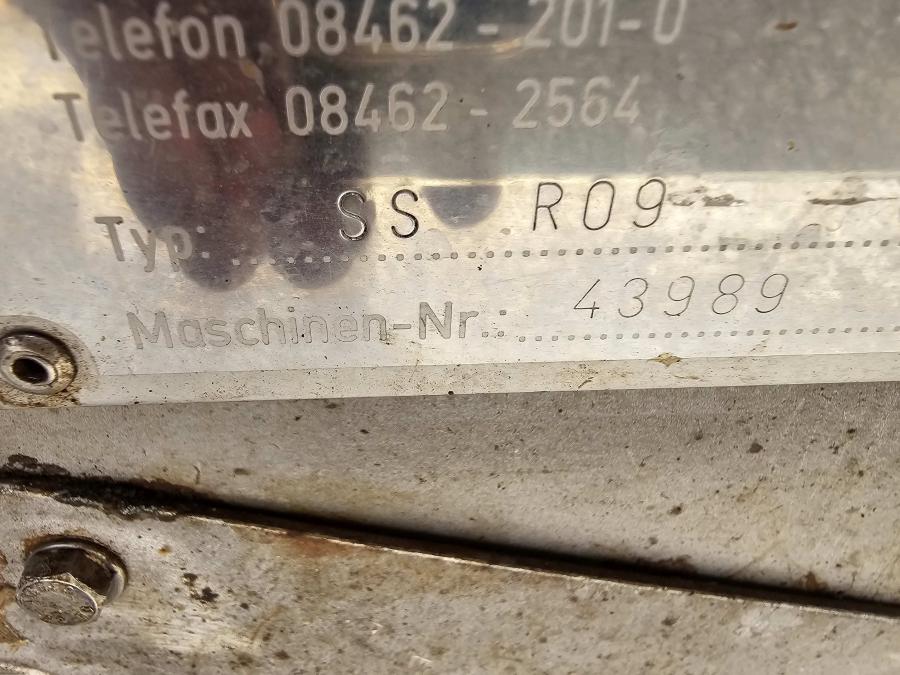 Telefon 08462 - 201-0
Telefax 08462 - 2564
Typ: SS R09
Maschinen-Nr.: 43989